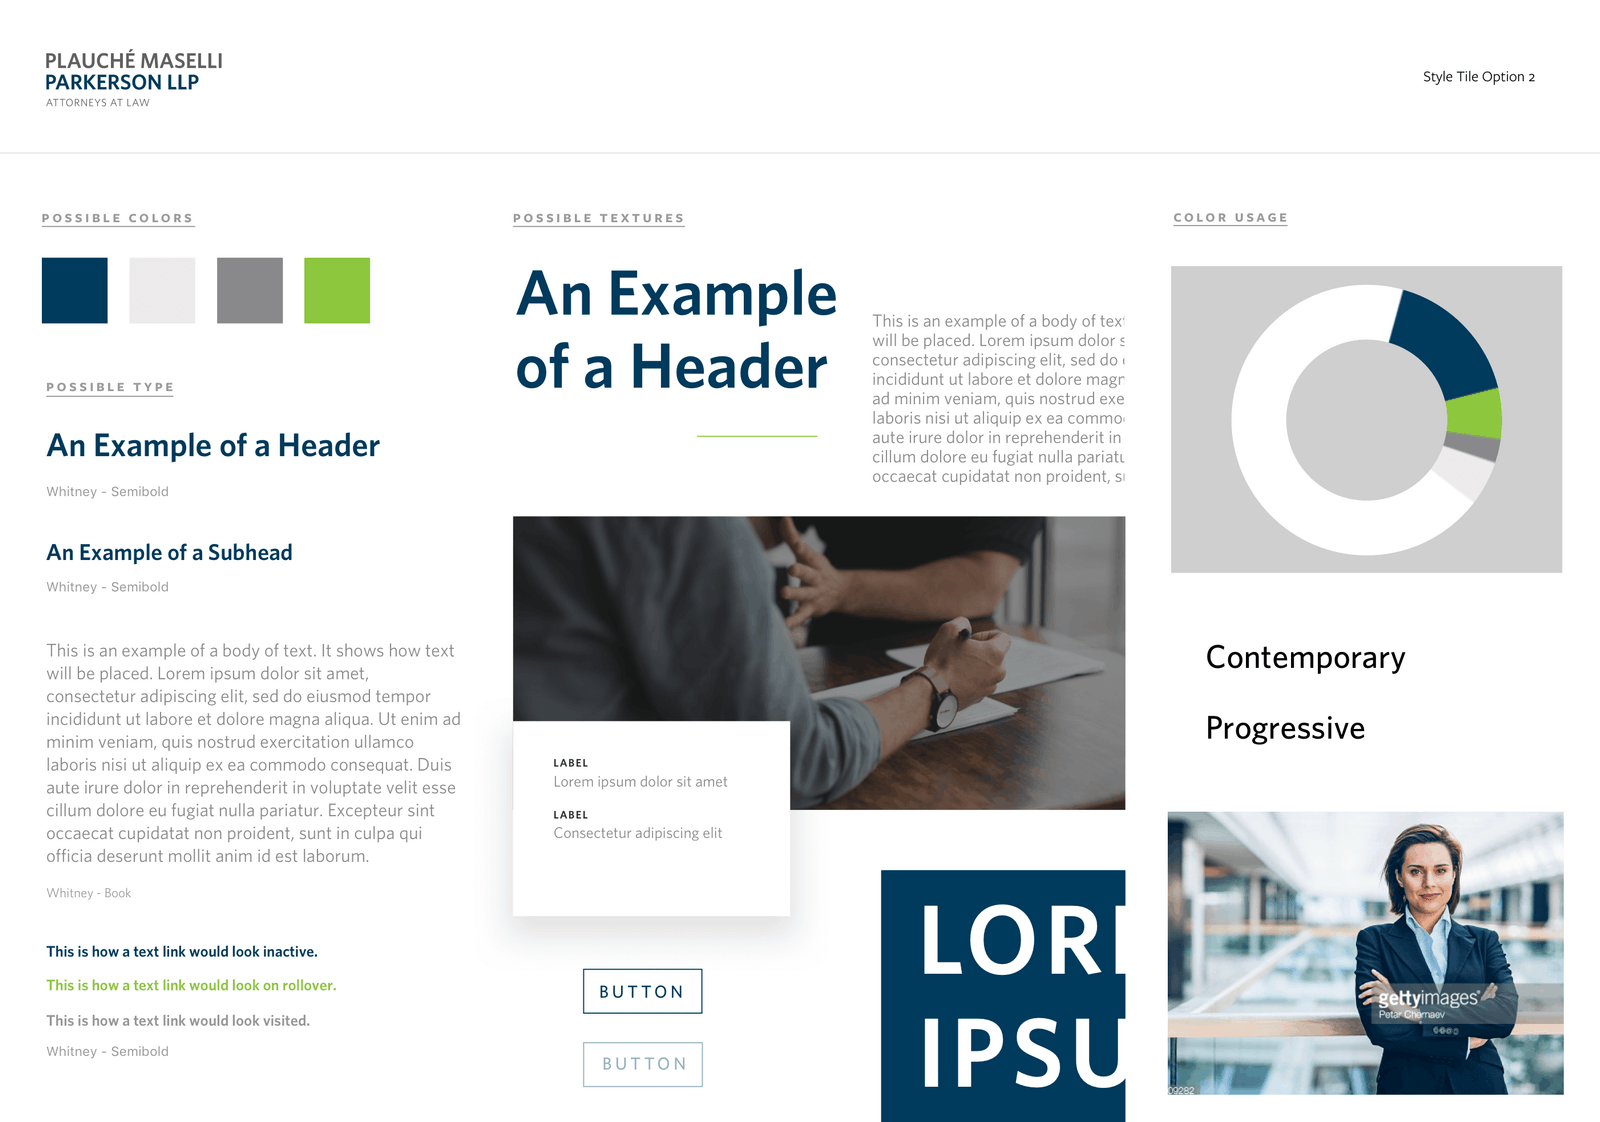 PLAUCHÉ MASELLI
PARKERSON LLP
ATTORNEYS AT LAW
Style Tile Option 2
POSSIBLE COLORS
POSSIBLE TYPE
An Example of a Header
Whitney - Semibold
An Example of a Subhead
Whitney - Semibold
This is an example of a body of text. It shows how text
will be placed. Lorem ipsum dolor sit amet,
consectetur adipiscing elit, sed do eiusmod tempor
incididunt ut labore et dolore magna aliqua. Ut enim ad
minim veniam, quis nostrud exercitation ullamco
laboris nisi ut aliquip ex ea commodo consequat. Duis
aute irure dolor in reprehenderit in voluptate velit esse
cillum dolore eu fugiat nulla pariatur. Excepteur sint
occaecat cupidatat non proident, sunt in culpa qui
officia deserunt mollit anim id est laborum.
Whitney - Book
This is how a text link would look inactive.
This is how a text link would look on rollover.
This is how a text link would look visited.
Whitney - Semibold
POSSIBLE TEXTURES
An Example
of a Header
This is an example of a body of tex
will be placed. Lorem ipsum dolor s
consectetur adipiscing elit, sed do
incididunt ut labore et dolore magn
ad minim veniam, quis nostrud exe
laboris nisi ut aliquip ex ea commo
aute irure dolor in reprehenderit in
cillum dolore eu fugiat nulla pariatu
occaecat cupidatat non proident, su
LABEL
Lorem ipsum dolor sit amet
LABEL
Consectetur adipiscing elit
BUTTON
BUTTON
LOR
IPSU
COLOR USAGE
Contemporary
Progressive
gettyimages®
Petar Chernaev
09282